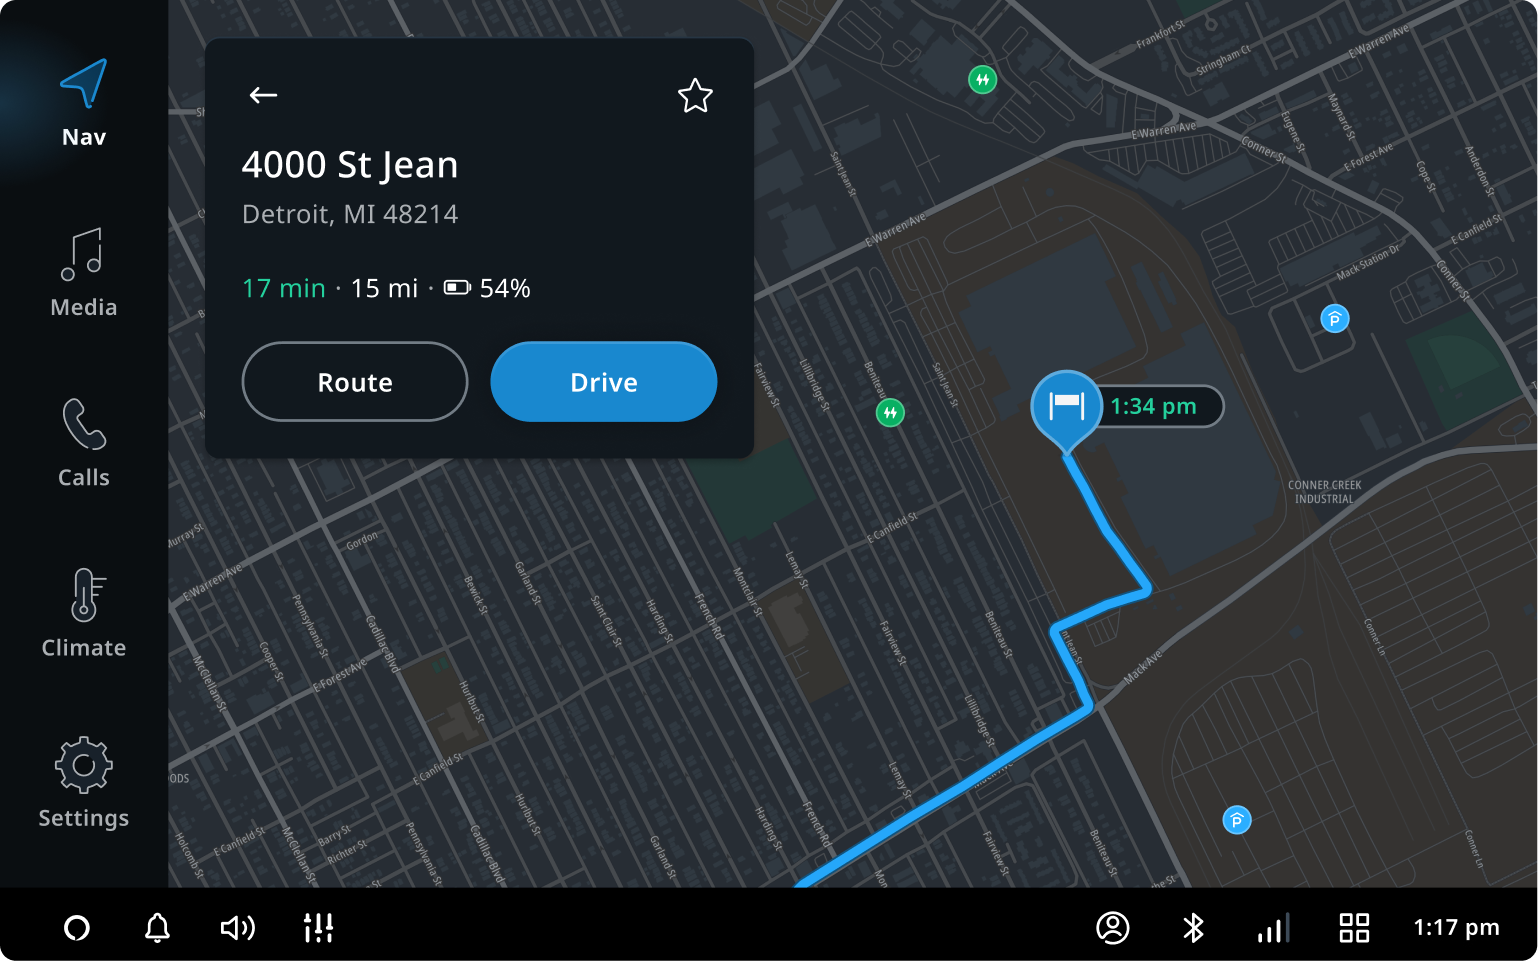 Nav
Media
Calls
Climate
Settings
4000 St Jean
Detroit, MI 48214
17 min · 15 mi · 54%
Route
Drive
1:34 pm
Frankfort St
Stringham Ct
E Warren Ave
E Warren Ave
Conner St
Eugene St
Maynard St
E Forest Ave
Cope St
Anderdon St
E Canfield St
Mack Station Dr
Conner St
Saint Jean St
E Warren Ave
Fairview St
Lillibridge St
Beniteau St
Saint Jean St
CONNER CREEK
INDUSTRIAL
Murray St
Gordon
E Warren Ave
E Canfield St
Lemay St
Montclair St
Bewick St
Garland St
Saint Clair St
Harding St
French Rd
Pennsylvania St
Cadillac Blvd
Cooper St
McClellan St
E Forest Ave
Hurlbut St
Fairview St
Beniteau St
Conner Ln
Mack Ave
Lillibridge St
E Canfield St
Lemay St
ODS
Hurlbut St
Harding St
French Rd
Holcomb St
E Canfield St
McClellan St
Barry St
Richter St
Pennsylvania St
Cadillac Blvd
Garland St
Fairview St
Beniteau St
Conner Ln
1:17 pm